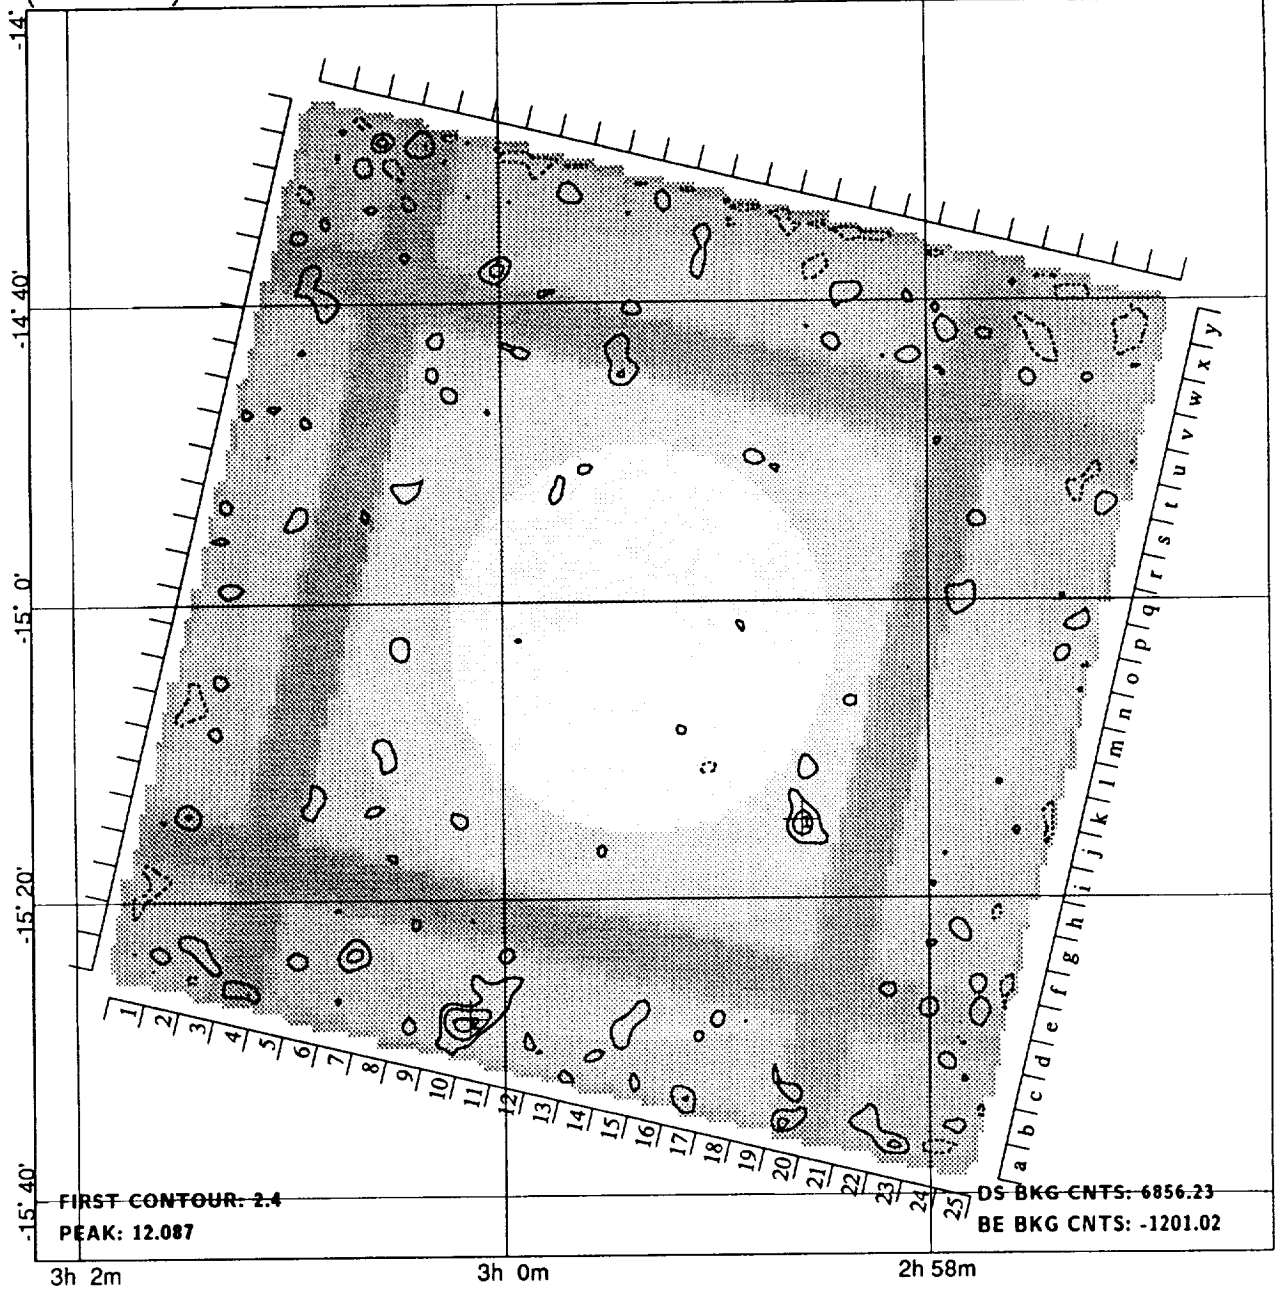 -14°
-14° 40'
-15° 0'
-15° 20'
-15° 40'
y
x
w
v
u
t
s
r
q
p
o
n
m
l
k
j
i
h
g
f
e
d
c
b
a
1 2 3 4 5 6 7 8 9 10 11 12 13 14 15 16 17 18 19 20 21 22 23 24 25
FIRST CONTOUR: 2.4
PEAK: 12.087
DS BKG CNTS: 6856.23
BE BKG CNTS: -1201.02
3h 2m
3h 0m
2h 58m